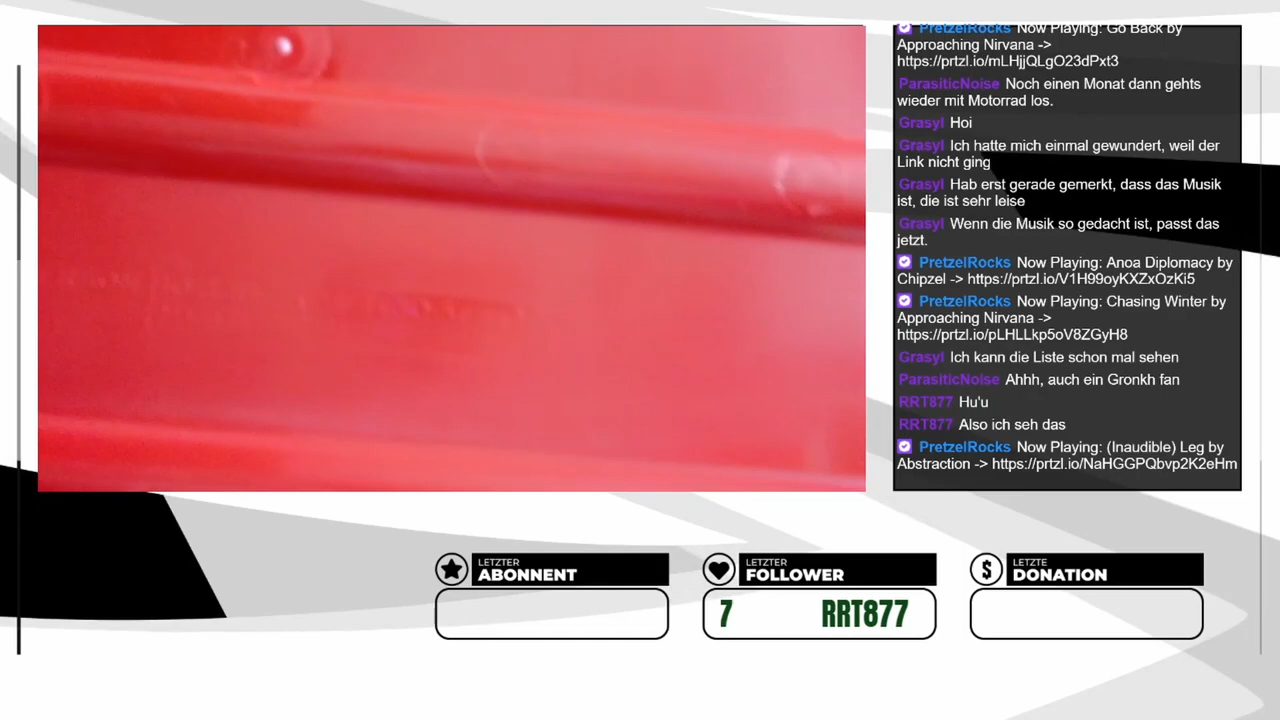 PretzelRocks Now Playing: Go Back by
Approaching Nirvana ->
https://prtzl.io/mLHjjQLgO23dPxt3
ParasiticNoise Noch einen Monat dann gehts
wieder mit Motorrad los.
Grasyl Hoi
Grasyl Ich hatte mich einmal gewundert, weil der
Link nicht ging
Grasyl Hab erst gerade gemerkt, dass das Musik
ist, die ist sehr leise
Grasyl Wenn die Musik so gedacht ist, passt das
jetzt.
PretzelRocks Now Playing: Anoa Diplomacy by
Chipzel -> https://prtzl.io/V1H99oyKXZxOzKi5
PretzelRocks Now Playing: Chasing Winter by
Approaching Nirvana ->
https://prtzl.io/pLHLLkp5oV8ZGyH8
Grasyl Ich kann die Liste schon mal sehen
ParasiticNoise Ahhh, auch ein Gronkh fan
RRT877 Hu'u
RRT877 Also ich seh das
PretzelRocks Now Playing: (Inaudible) Leg by
Abstraction -> https://prtzl.io/NaHGGPQbvp2K2eHm
LETZTER
ABONNENT
LETZTER
FOLLOWER
7 RRT877
LETZTE
DONATION